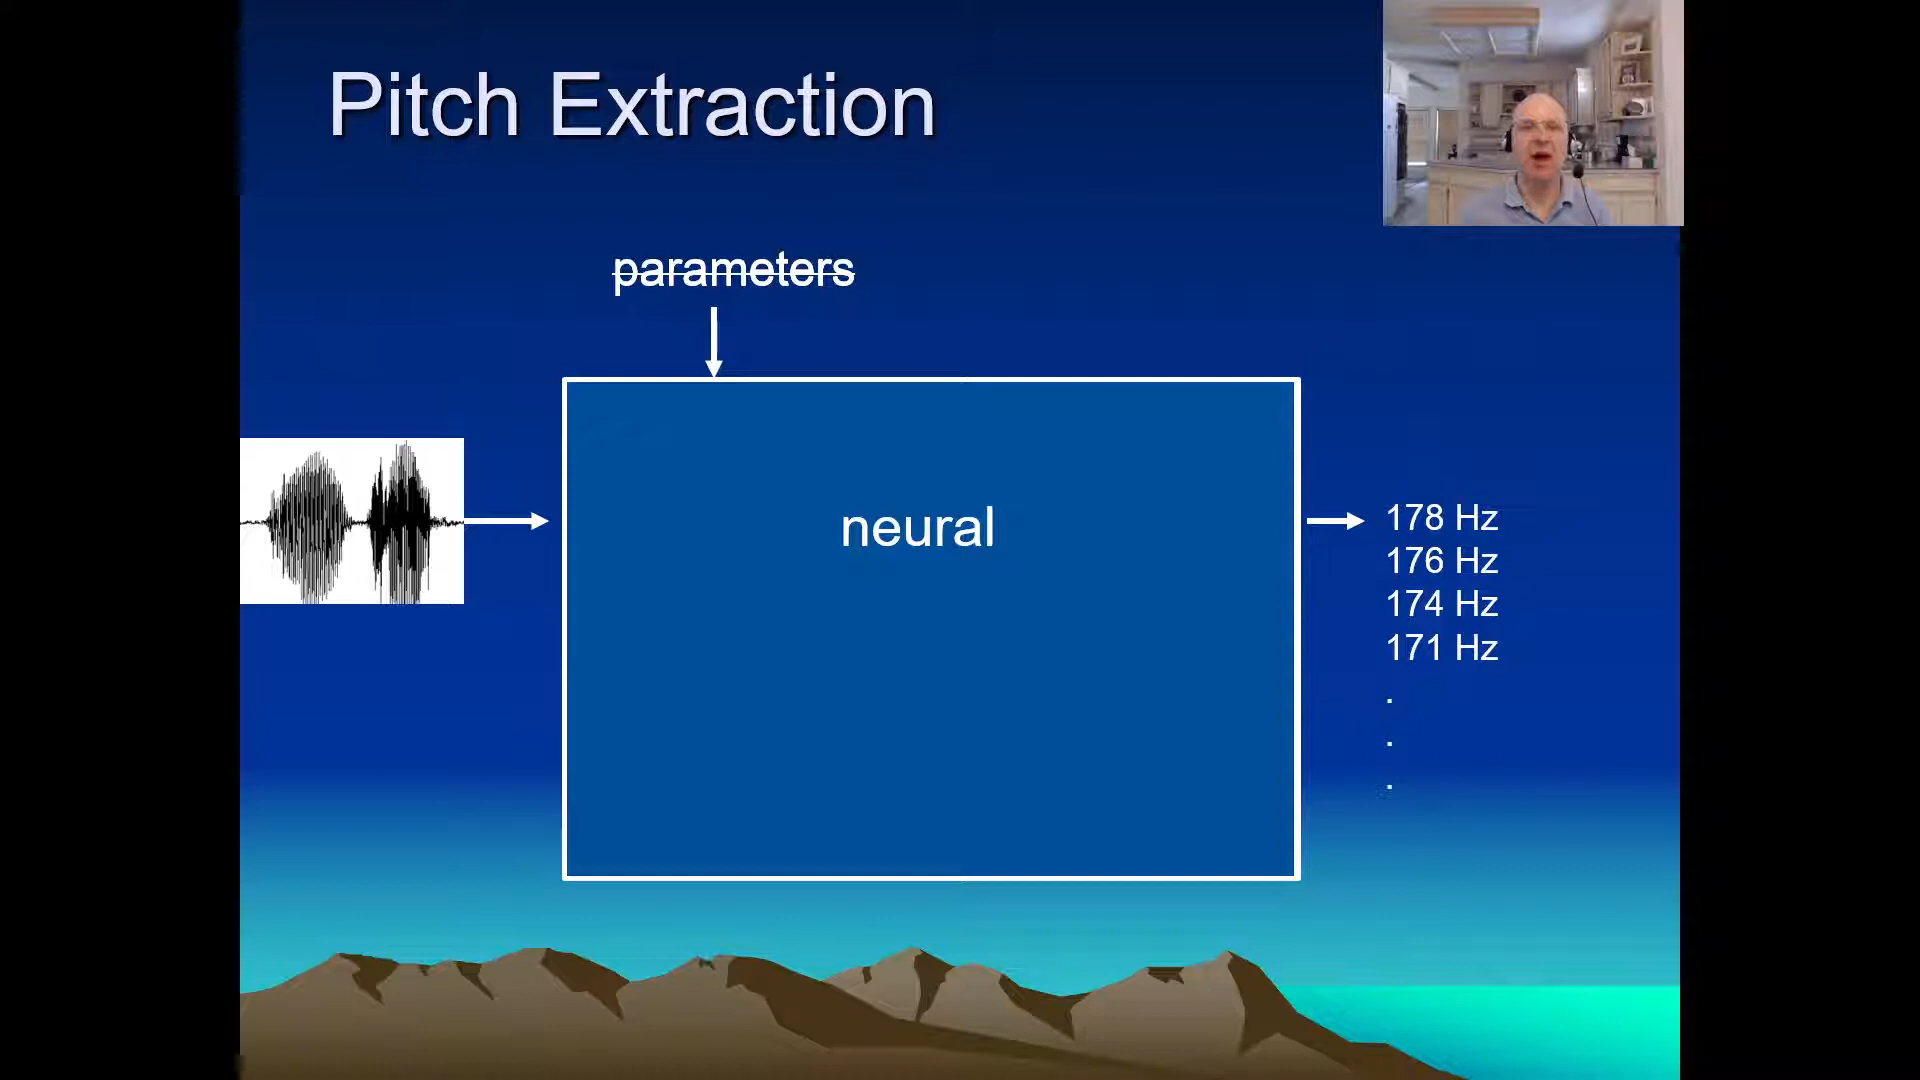 Pitch Extraction
parameters
neural
178 Hz
176 Hz
174 Hz
171 Hz
.
.
.